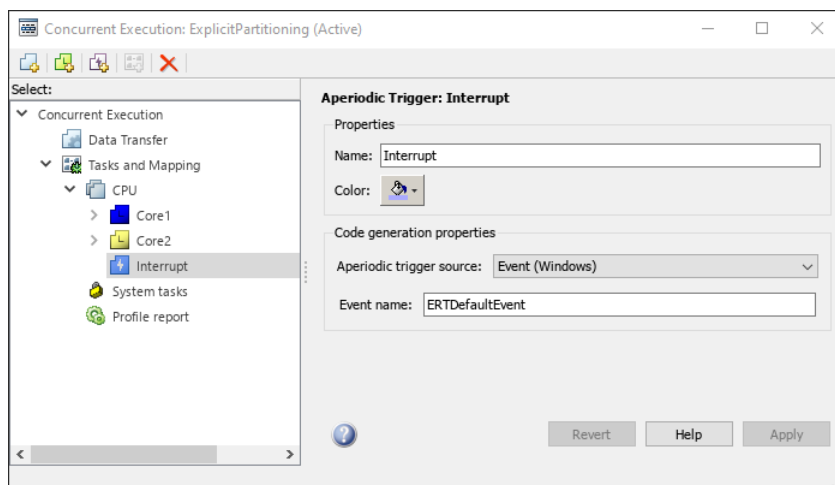 Concurrent Execution: ExplicitPartitioning (Active)
Select:
Concurrent Execution
Data Transfer
Tasks and Mapping
CPU
Core1
Core2
Interrupt
System tasks
Profile report
Aperiodic Trigger: Interrupt
Properties
Name: Interrupt
Color:
Code generation properties
Aperiodic trigger source: Event (Windows)
Event name: ERTDefaultEvent
Revert Help Apply